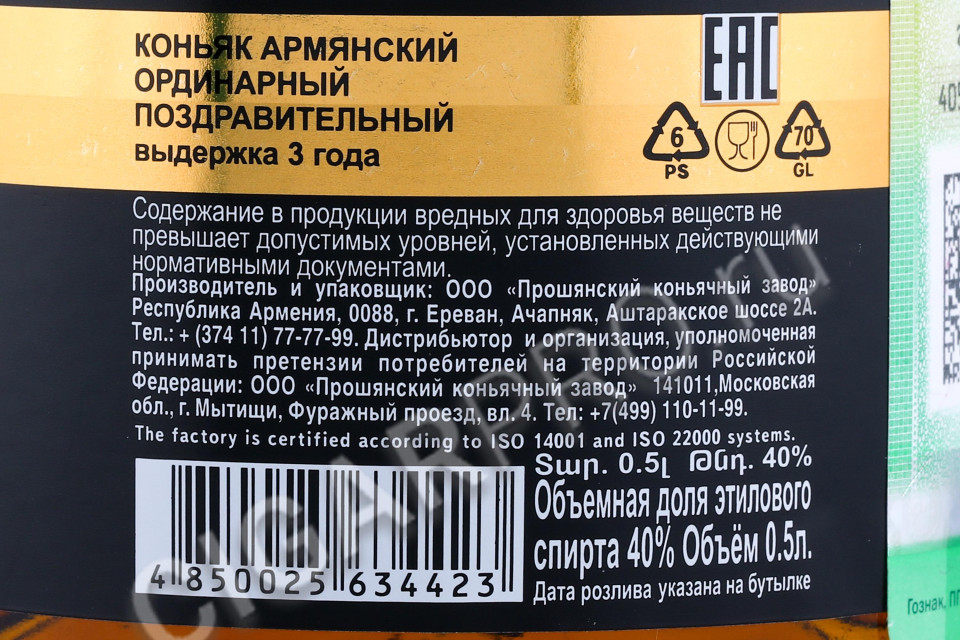 КОНЬЯК АРМЯНСКИЙ
ОРДИНАРНЫЙ
ПОЗДРАВИТЕЛЬНЫЙ
выдержка 3 года
EAC
6
PS
70
GL
Содержание в продукции вредных для здоровья веществ не
превышает допустимых уровней, установленных действующими
нормативными документами.
Производитель и упаковщик: ООО «Прошянский коньячный завод»
Республика Армения, 0088, г. Ереван, Ачапняк, Аштаракское шоссе 2А.
Тел.: + (374 11) 77-77-99. Дистрибьютор и организация, уполномоченная
принимать претензии потребителей на территории Российской
Федерации: ООО «Прошянский коньячный завод» 141011,Московская
обл., г. Мытищи, Фуражный проезд, вл. 4. Тел: +7(499) 110-11-99.
The factory is certified according to ISO 14001 and ISO 22000 systems.
Տար. 0.5լ Թնդ. 40%
Объемная доля этилового
спирта 40% Объём 0.5л.
Дата розлива указана на бутылке
4 850025 634423
CIGARPRO.ru
Гознак,